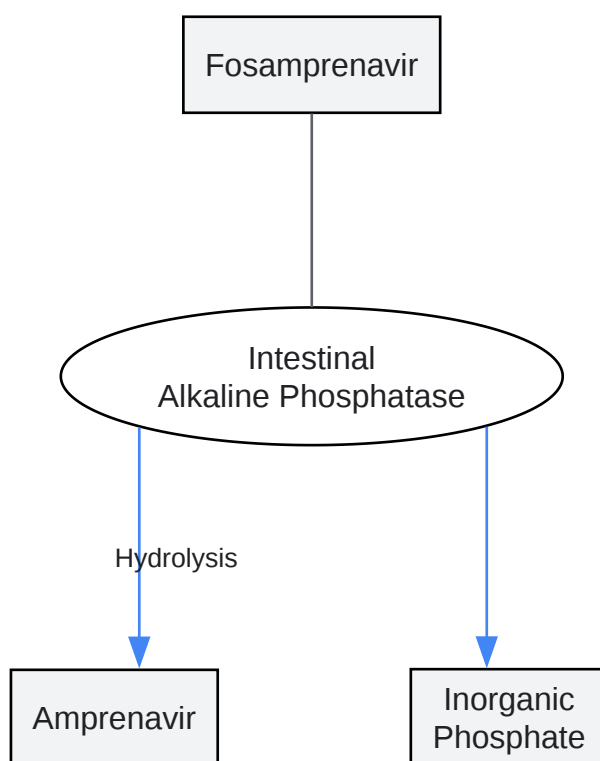 Fosamprenavir
Intestinal
Alkaline Phosphatase
Hydrolysis
Amprenavir
Inorganic
Phosphate